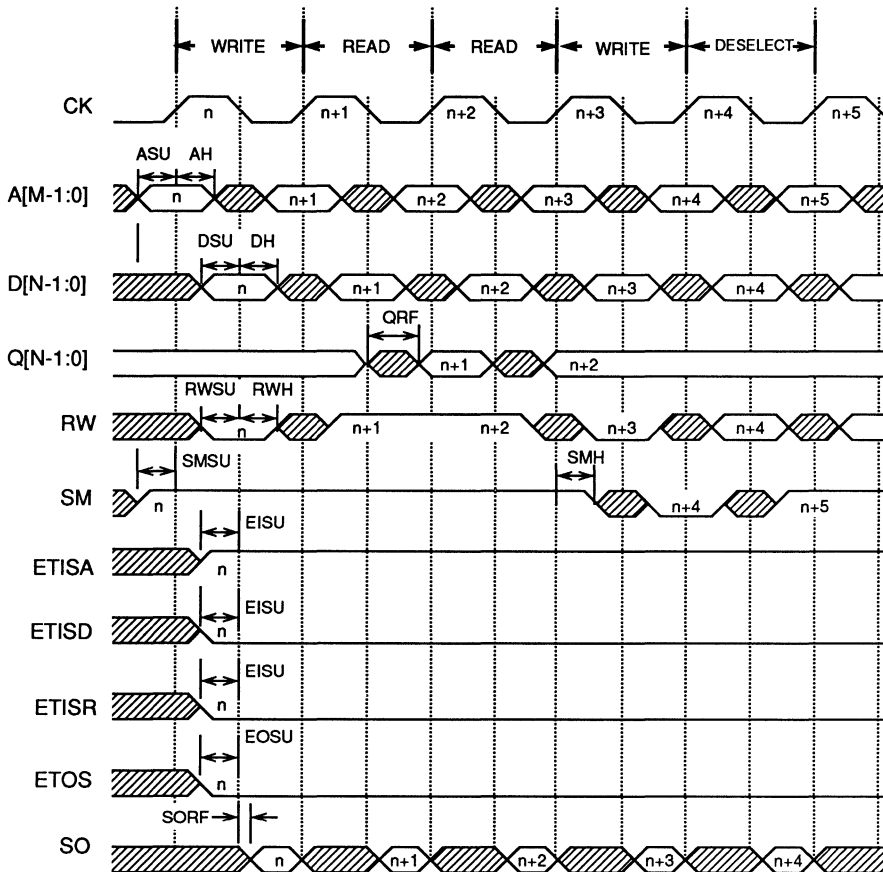 WRITE READ READ WRITE DESELECT
CK n n+1 n+2 n+3 n+4 n+5
ASU AH
A[M-1:0] n n+1 n+2 n+3 n+4 n+5
DSU DH
D[N-1:0] n n+1 n+2 n+3 n+4
QRF
Q[N-1:0] n+1 n+2
RWSU RWH
RW n n+1 n+2 n+3 n+4
SMSU SMH
SM n n+4 n+5
EISU
ETISA n
EISU
ETISD n
EISU
ETISR n
EOSU
ETOS n
SORF
SO n n+1 n+2 n+3 n+4